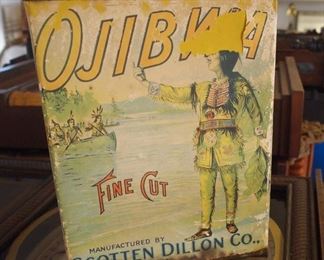 OJIBWA
FINE CUT
MANUFACTURED BY
SCOTTEN DILLON CO.,